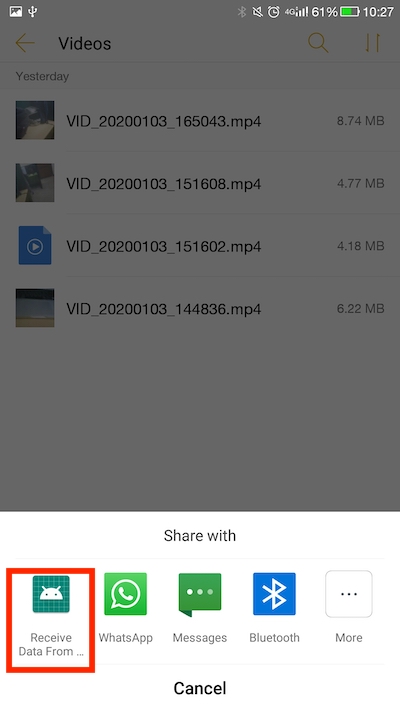 4G 61% 10:27
Videos
Yesterday
VID_20200103_165043.mp4 8.74 MB
VID_20200103_151608.mp4 4.77 MB
VID_20200103_151602.mp4 4.18 MB
VID_20200103_144836.mp4 6.22 MB
Share with
Receive
Data From ...
WhatsApp
Messages
Bluetooth
More
Cancel